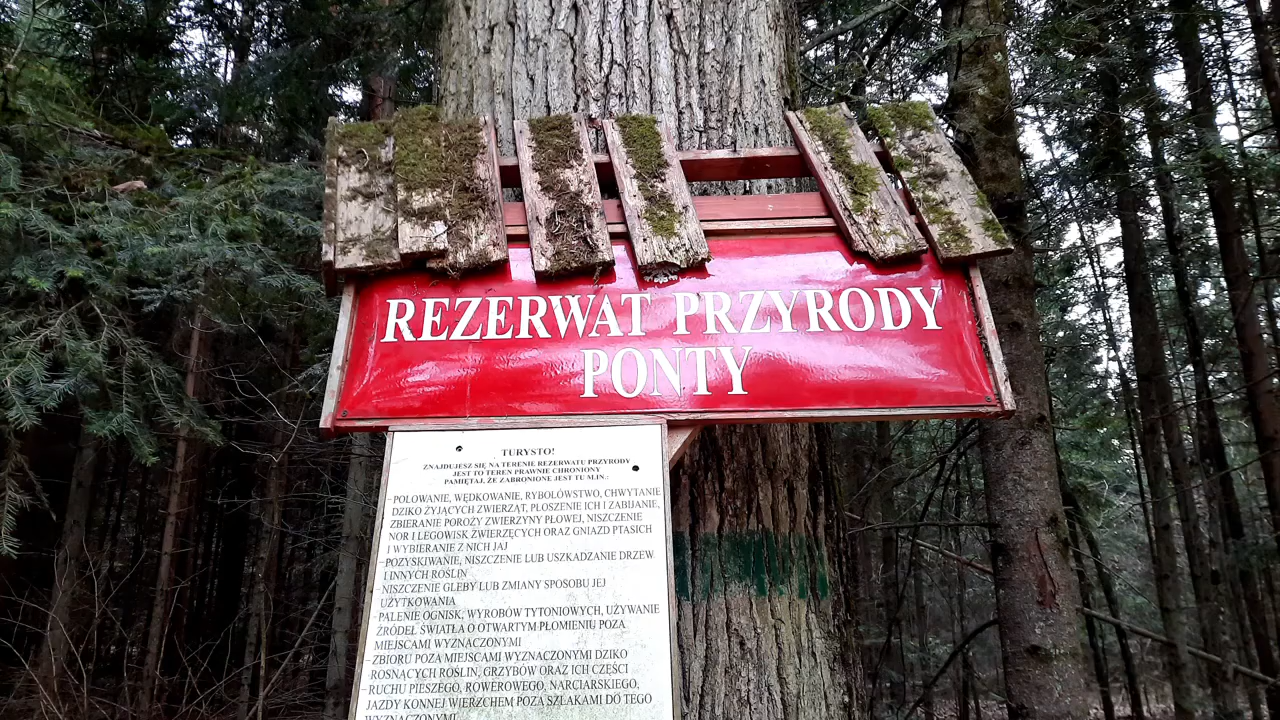 REZERWAT PRZYRODY
PONTY
TURYSTO!
ZNAJDUJESZ SIĘ NA TERENIE REZERWATU PRZYRODY
JEST TO TEREN PRAWNIE CHRONIONY
PAMIĘTAJ, ŻE ZABRONIONE JEST TU M.IN.:
-POLOWANIE, WĘDKOWANIE, RYBOŁÓWSTWO, CHWYTANIE
DZIKO ŻYJĄCYCH ZWIERZĄT, PŁOSZENIE ICH I ZABIJANIE,
ZBIERANIE POROŻY ZWIERZYNY PŁOWEJ, NISZCZENIE
NOR I LEGOWISK ZWIERZĘCYCH ORAZ GNIAZD PTASICH
I WYBIERANIE Z NICH JAJ
-POZYSKIWANIE, NISZCZENIE LUB USZKADZANIE DRZEW
I INNYCH ROŚLIN
-NISZCZENIE GLEBY LUB ZMIANY SPOSOBU JEJ
UŻYTKOWANIA
-PALENIE OGNISK, WYROBÓW TYTONIOWYCH, UŻYWANIE
ŹRÓDEŁ ŚWIATŁA O OTWARTYM PŁOMIENIU POZA
MIEJSCAMI WYZNACZONYMI
-ZBIORU POZA MIEJSCAMI WYZNACZONYMI DZIKO
ROSNĄCYCH ROŚLIN, GRZYBÓW ORAZ ICH CZĘŚCI
-RUCHU PIESZEGO, ROWEROWEGO, NARCIARSKIEGO,
JAZDY KONNEJ WIERZCHEM POZA SZLAKAMI DO TEGO
WYZNACZONYMI